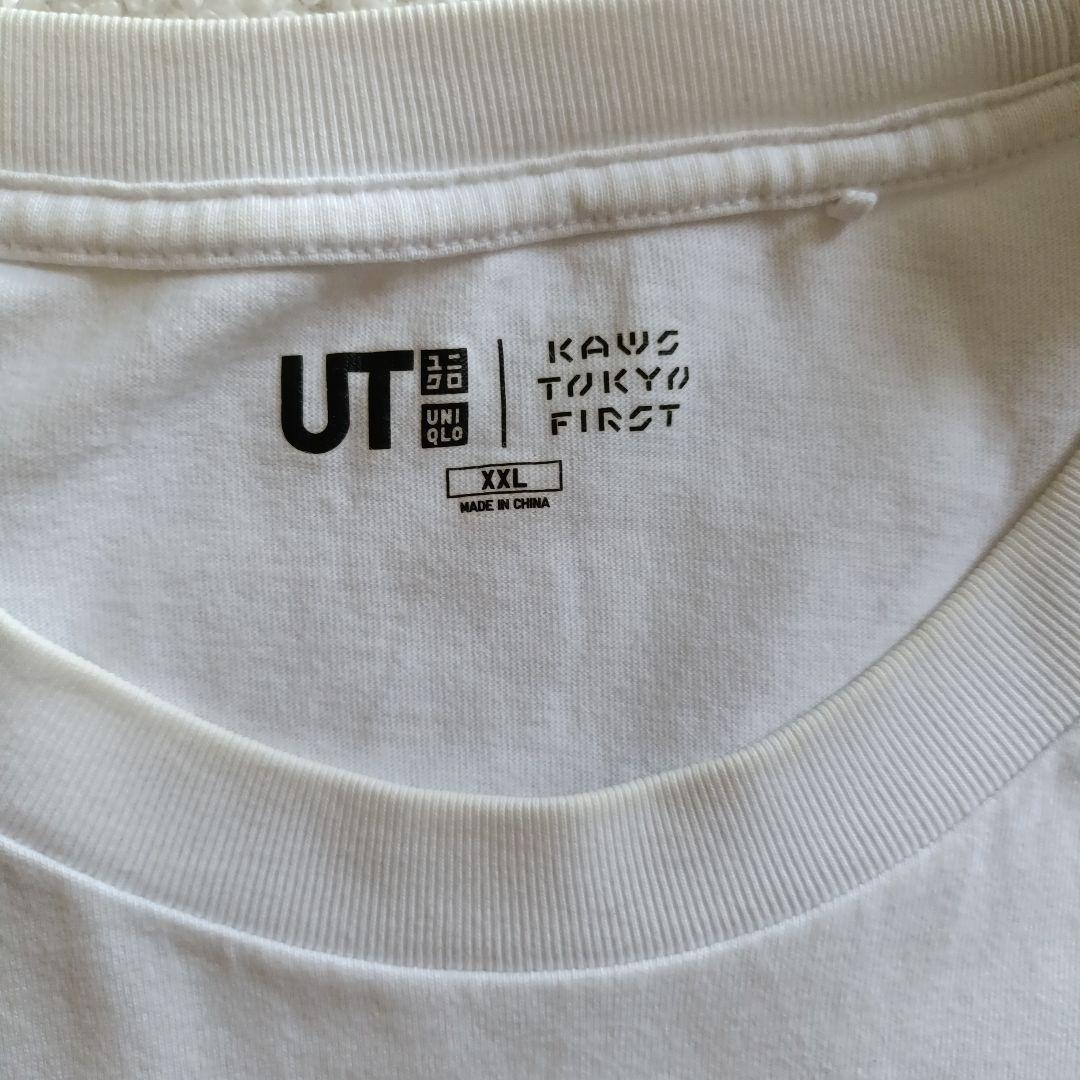 UT
ユニ
クロ
UNI
QLO
KAWS
TOKYO
FIRST
XXL
MADE IN CHINA